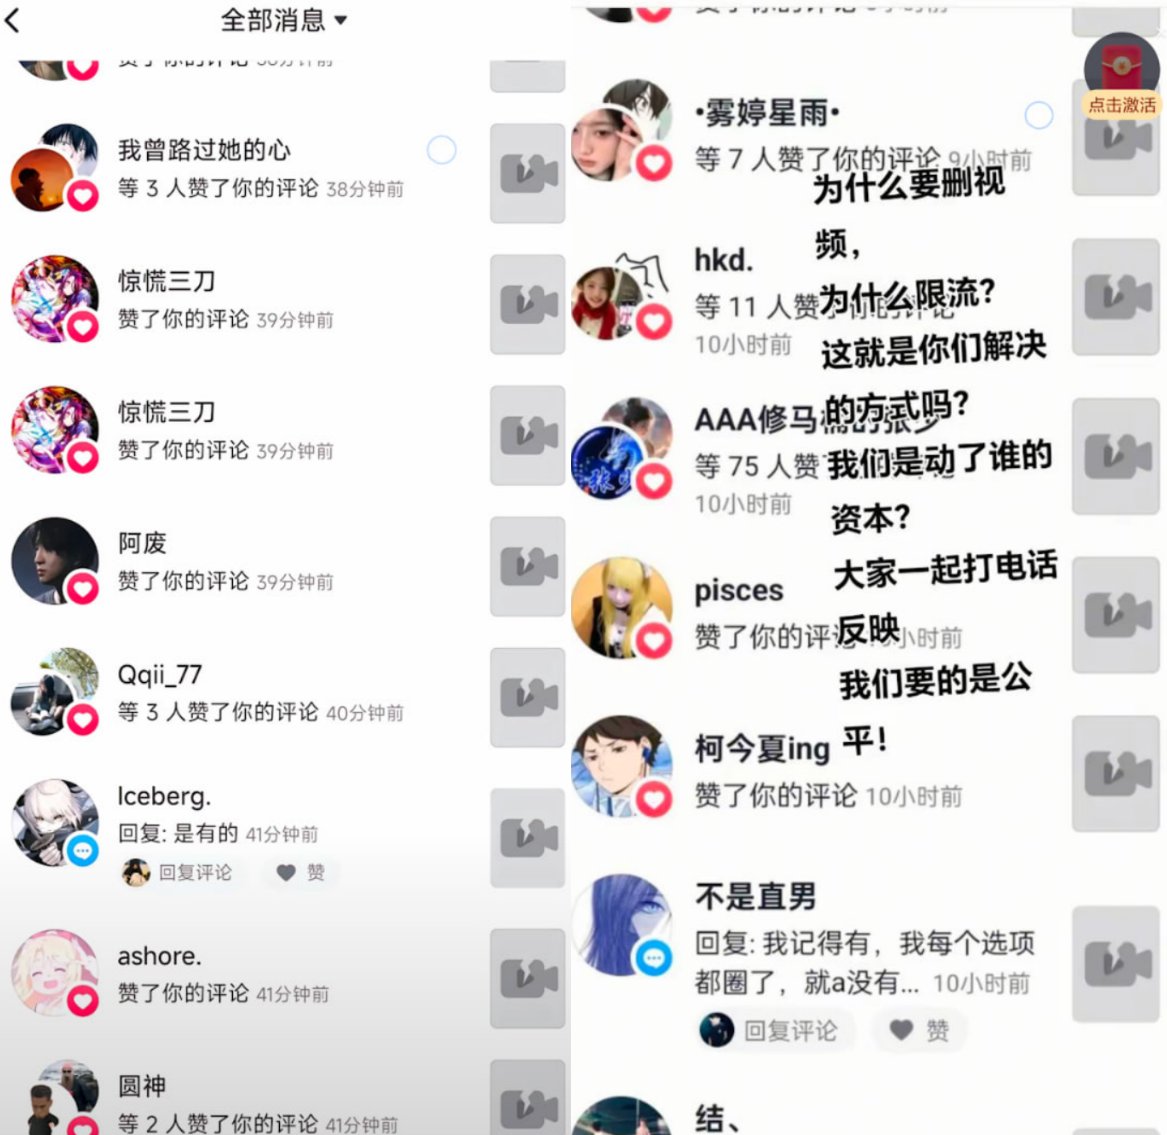 全部消息
我曾路过她的心
等 3 人赞了你的评论 38分钟前
惊慌三刀
赞了你的评论 39分钟前
惊慌三刀
赞了你的评论 39分钟前
阿废
赞了你的评论 39分钟前
Qqii_77
等 3 人赞了你的评论 40分钟前
Iceberg.
回复: 是有的 41分钟前
回复评论 赞
ashore.
赞了你的评论 41分钟前
圆神
等 2 人赞了你的评论 41分钟前
点击激活
·雾婷星雨·
等 7 人赞了你的评论 9小时前
hkd.
等 11 人赞
10小时前
AAA修马
等 75 人赞
10小时前
pisces
赞了你的评 小时前
柯今夏ing
赞了你的评论 10小时前
不是直男
回复: 我记得有，我每个选项
都圈了，就a没有... 10小时前
回复评论 赞
结、
为什么要删视
频，
为什么限流?
这就是你们解决
的方式吗?
我们是动了谁的
资本?
大家一起打电话
反映
我们要的是公
平!